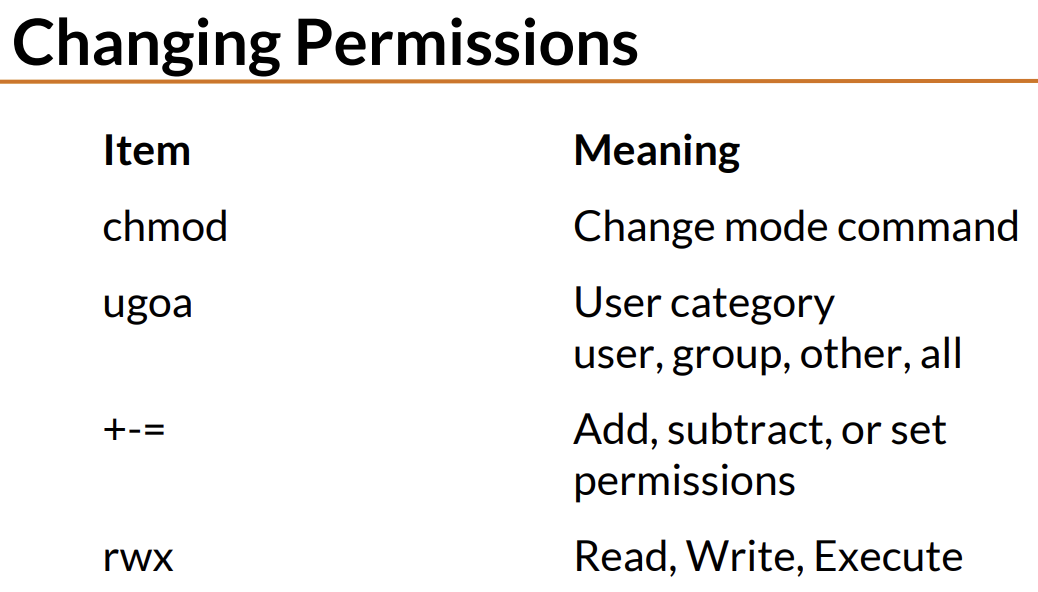 Changing Permissions
Item Meaning
chmod Change mode command
ugoa User category
user, group, other, all
+-= Add, subtract, or set
permissions
rwx Read, Write, Execute